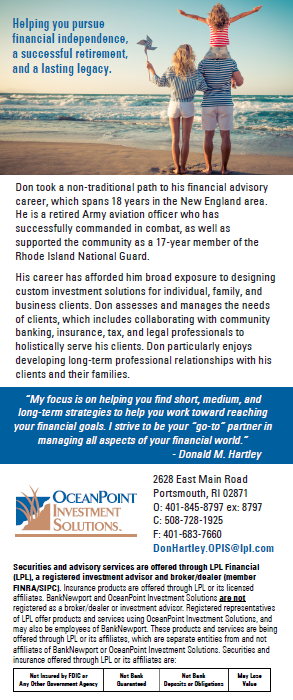 Helping you pursue
financial independence,
a successful retirement,
and a lasting legacy.
Don took a non-traditional path to his financial advisory
career, which spans 18 years in the New England area.
He is a retired Army aviation officer who has
successfully commanded in combat, as well as
supported the community as a 17-year member of the
Rhode Island National Guard.
His career has afforded him broad exposure to designing
custom investment solutions for individual, family, and
business clients. Don assesses and manages the needs
of clients, which includes collaborating with community
banking, insurance, tax, and legal professionals to
holistically serve his clients. Don particularly enjoys
developing long-term professional relationships with his
clients and their families.
"My focus is on helping you find short, medium, and
long-term strategies to help you work toward reaching
your financial goals. I strive to be your "go-to" partner in
managing all aspects of your financial world."
- Donald M. Hartley
OCEANPOINT
INVESTMENT
SOLUTIONS.
2628 East Main Road
Portsmouth, RI 02871
O: 401-845-8797 ex: 8797
C: 508-728-1925
F: 401-683-7660
DonHartley.OPIS@lpl.com
Securities and advisory services are offered through LPL Financial
(LPL), a registered investment advisor and broker/dealer (member
FINRA/SIPC). Insurance products are offered through LPL or its licensed
affiliates. BankNewport and OceanPoint Investment Solutions are not
registered as a broker/dealer or investment advisor. Registered representatives
of LPL offer products and services using OceanPoint Investment Solutions, and
may also be employees of BankNewport. These products and services are being
offered through LPL or its affiliates, which are separate entities from and not
affiliates of BankNewport or OceanPoint Investment Solutions. Securities and
insurance offered through LPL or its affiliates are:
Not Insured by FDIC or Any Other Government Agency
Not Bank Guaranteed
Not Bank Deposits or Obligations
May Lose Value